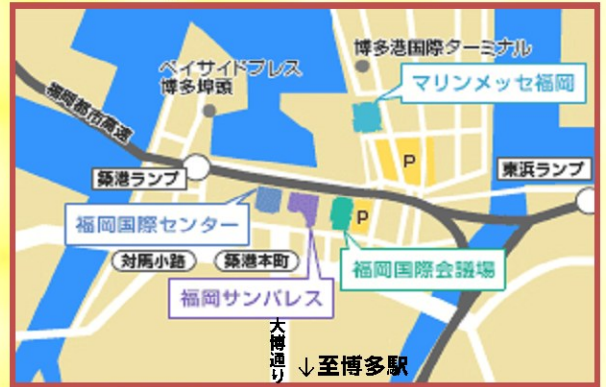 博多港国際ターミナル
ベイサイドプレス
博多埠頭
マリンメッセ福岡
福岡都市高速
P
築港ランプ
東浜ランプ
福岡国際センター
P
対馬小路
築港本町
福岡国際会議場
福岡サンパレス
大博通り
↓至博多駅